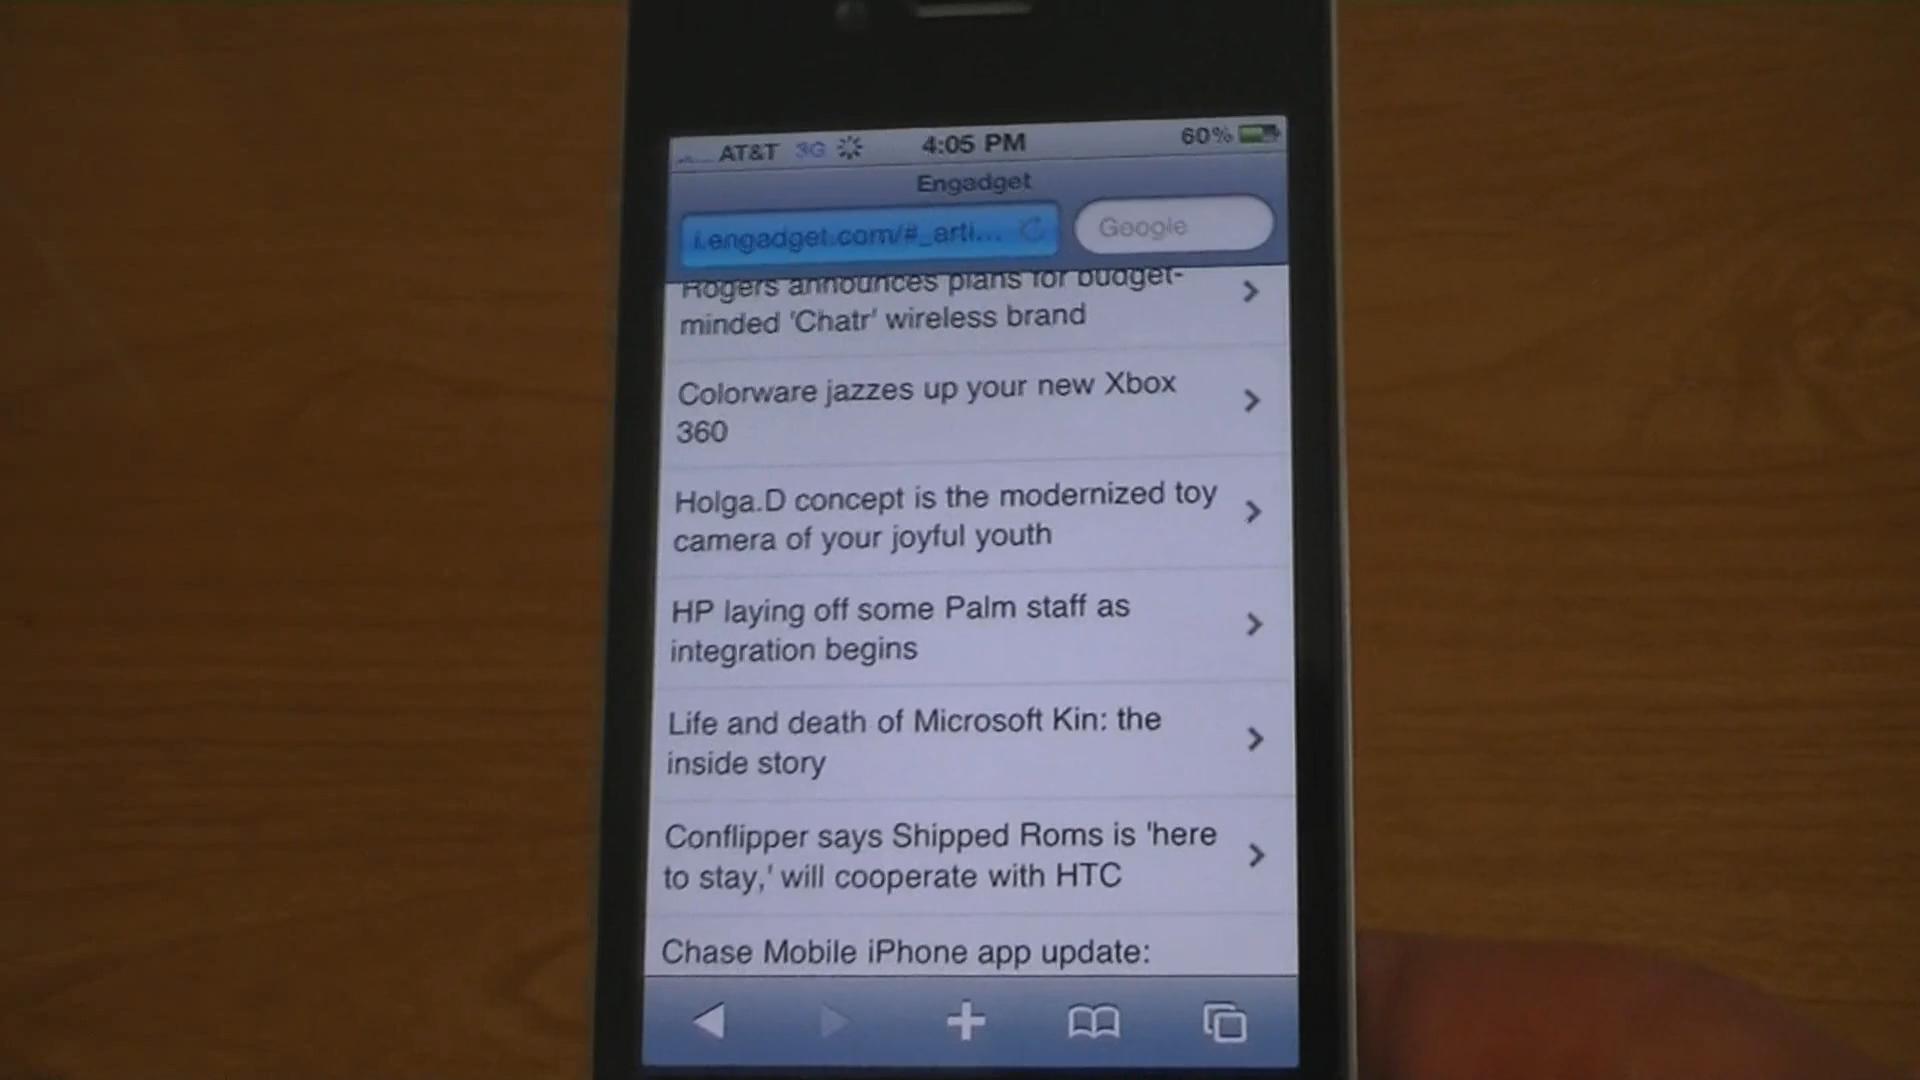 AT&T 3G 4:05 PM 60%
Engadget
i.engadget.com/#_arti... Google
Rogers announces plans for budget-
minded 'Chatr' wireless brand
Colorware jazzes up your new Xbox
360
Holga.D concept is the modernized toy
camera of your joyful youth
HP laying off some Palm staff as
integration begins
Life and death of Microsoft Kin: the
inside story
Conflipper says Shipped Roms is 'here
to stay,' will cooperate with HTC
Chase Mobile iPhone app update: